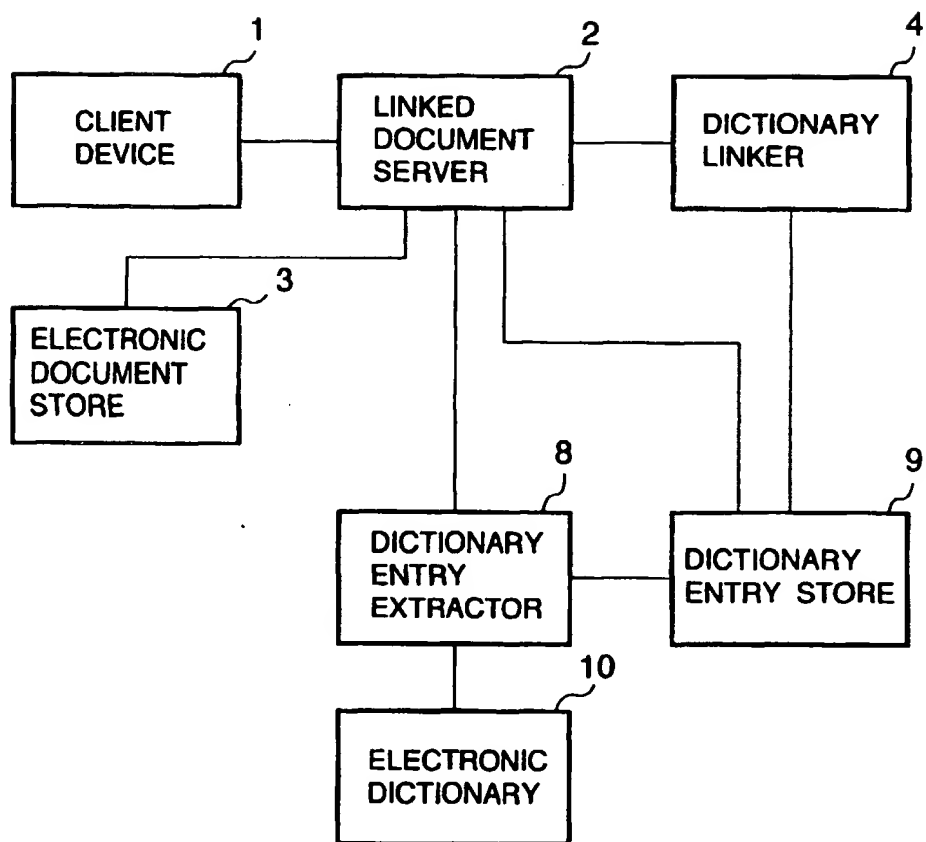 1
2
4
CLIENT
DEVICE
LINKED
DOCUMENT
SERVER
DICTIONARY
LINKER
3
ELECTRONIC
DOCUMENT
STORE
8
9
DICTIONARY
ENTRY
EXTRACTOR
DICTIONARY
ENTRY STORE
10
ELECTRONIC
DICTIONARY